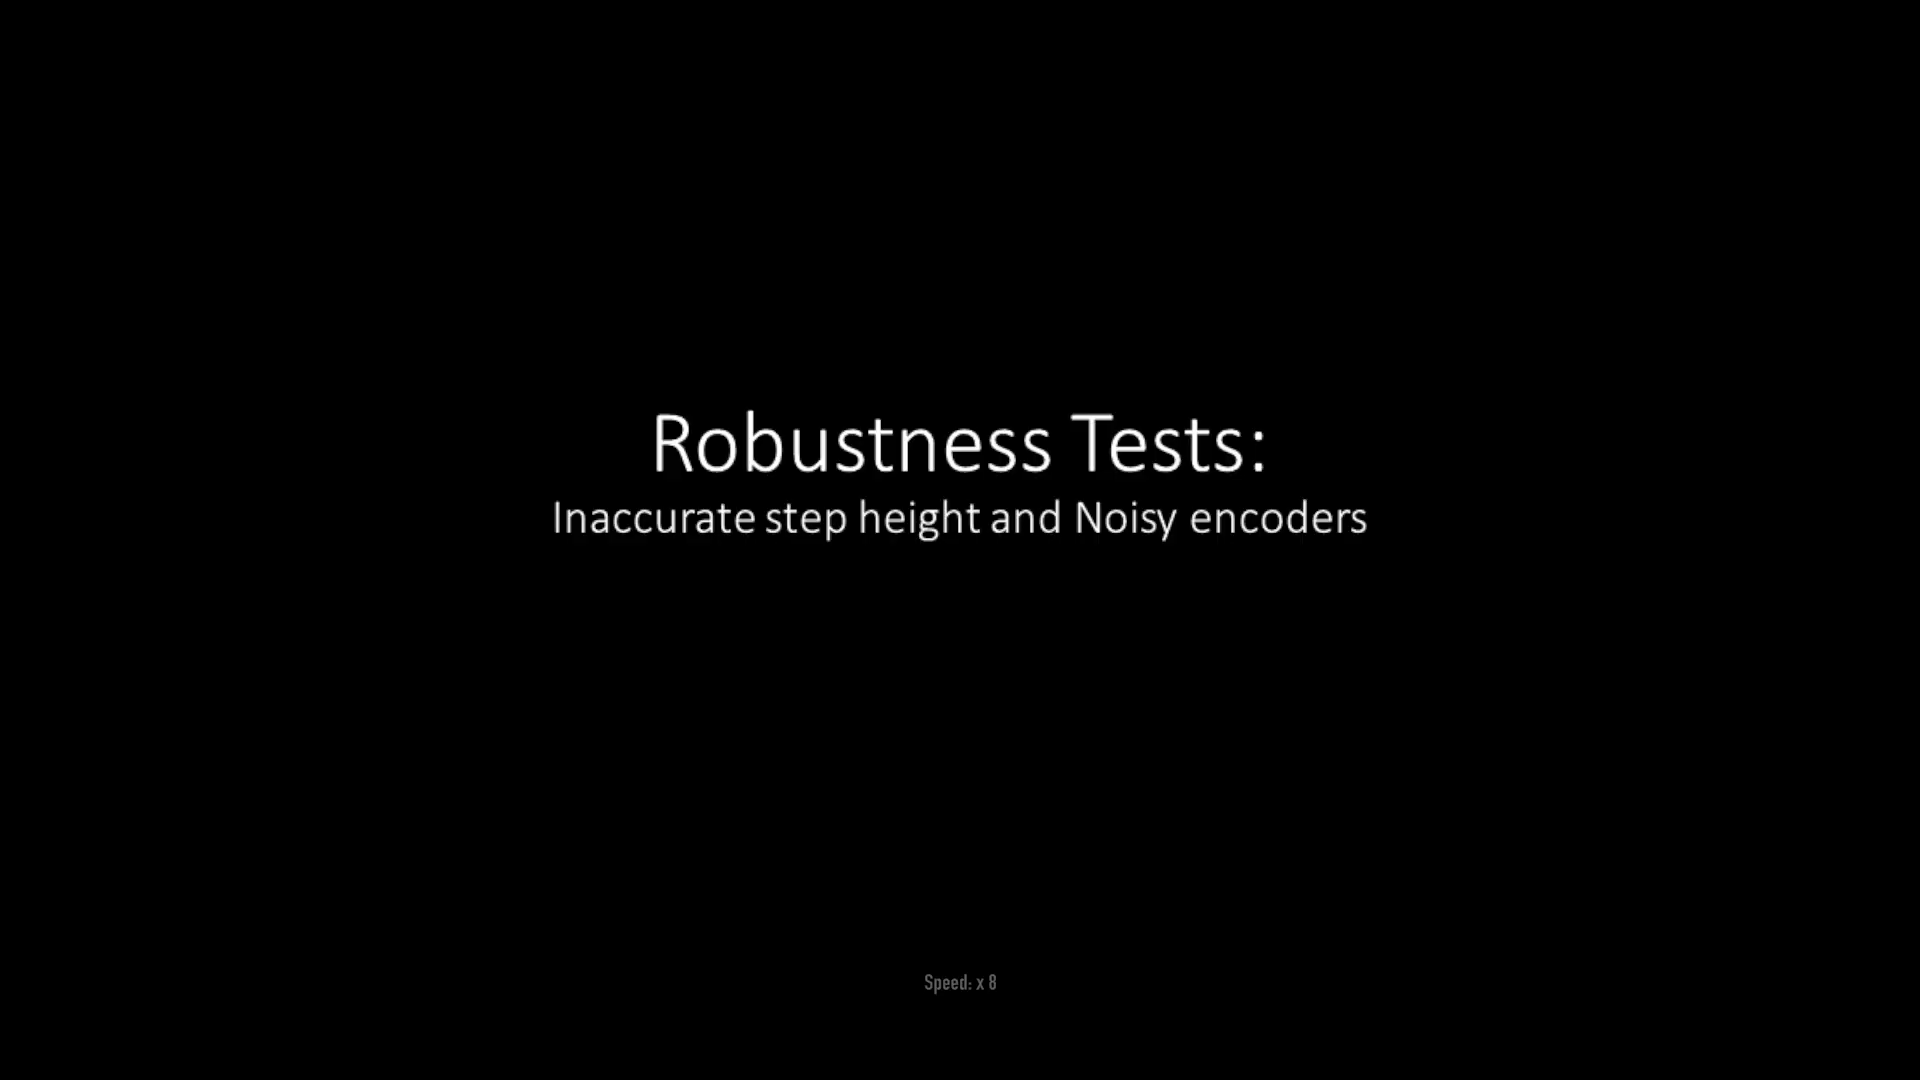 Robustness Tests:
Inaccurate step height and Noisy encoders
Speed: x 8